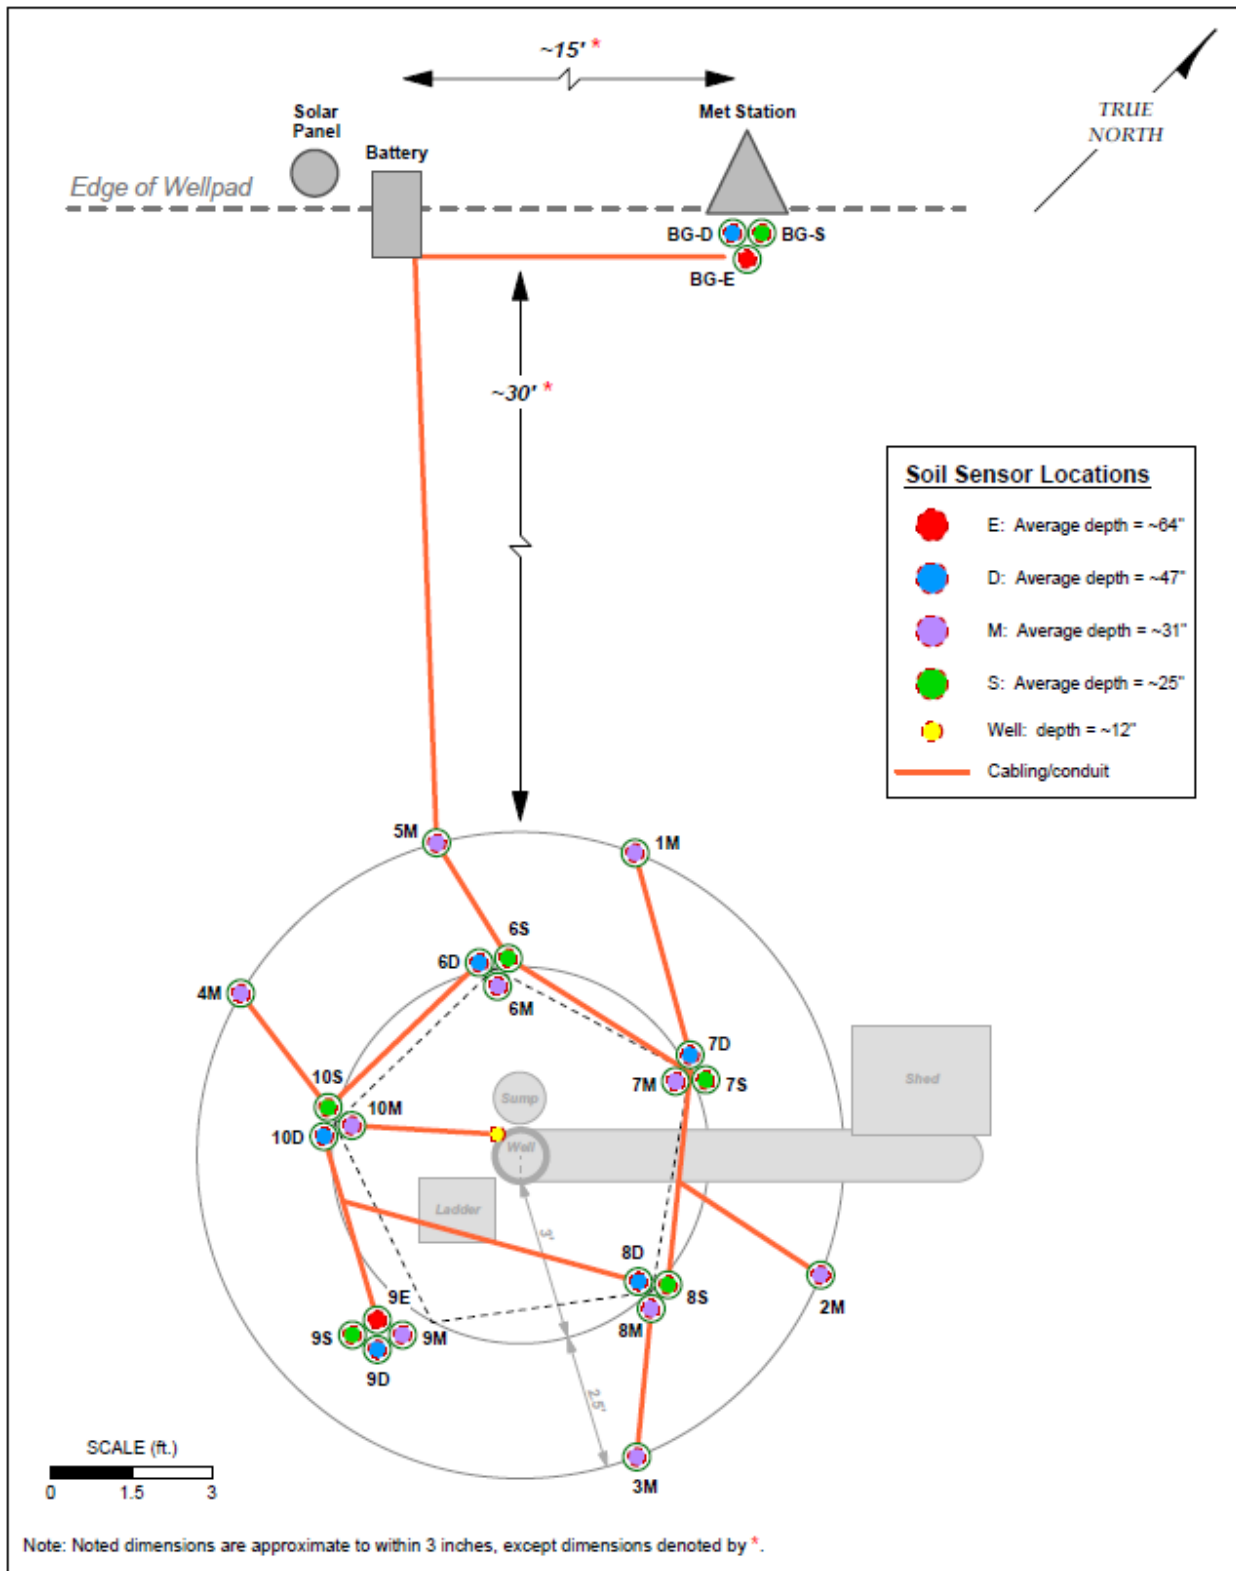 ~15' *
TRUE
NORTH
Solar
Panel
Met Station
Battery
Edge of Wellpad
BG-D
BG-S
BG-E
~30' *
Soil Sensor Locations
E: Average depth = ~64"
D: Average depth = ~47"
M: Average depth = ~31"
S: Average depth = ~25"
Well: depth = ~12"
Cabling/conduit
5M
1M
6S
6D
4M
6M
7D
10S
7M
7S
Shed
Sump
10M
10D
Well
Ladder
3'
8D
9E
8S
2M
9S
9M
8M
9D
2.5'
SCALE (ft.)
3M
0 1.5 3
Note: Noted dimensions are approximate to within 3 inches, except dimensions denoted by *.